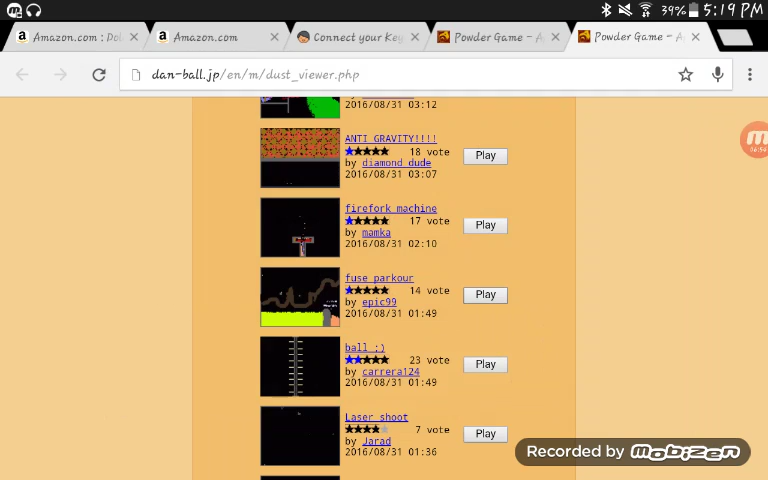 39% 5:19 PM
Amazon.com : Dol
Amazon.com
Connect your Key
Powder Game - A
Powder Game - A
dan-ball.jp/en/m/dust_viewer.php
2016/08/31 03:12
ANTI GRAVITY!!!!
18 vote
by diamond dude
2016/08/31 03:07
Play
04:54
firefork machine
17 vote
by mamka
2016/08/31 02:10
Play
fuse parkour
14 vote
by epic99
2016/08/31 01:49
Play
ball ;)
23 vote
by carrera124
2016/08/31 01:49
Play
Laser shoot
7 vote
by Jarad
2016/08/31 01:36
Play
Recorded by mobizen